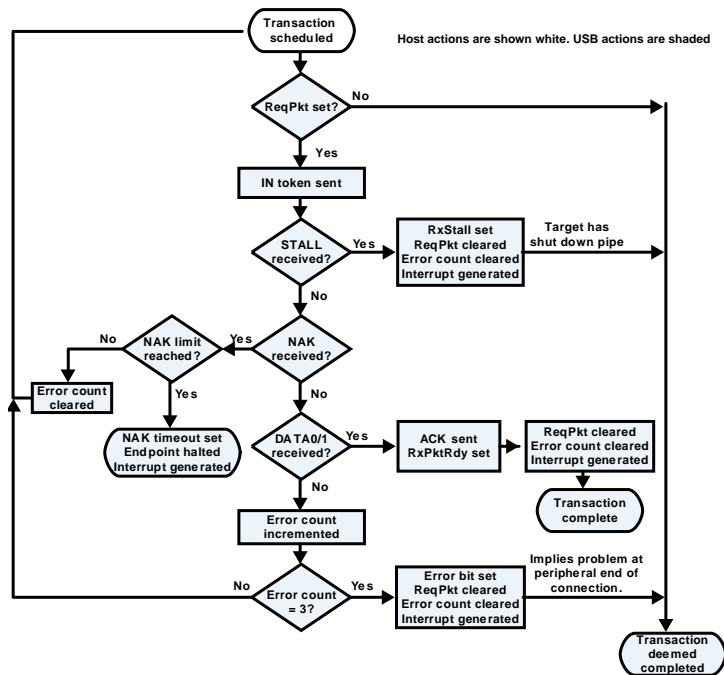 Transaction
scheduled
Host actions are shown white. USB actions are shaded
ReqPkt set?
No
Yes
IN token sent
STALL
received?
Yes
RxStall set
ReqPkt cleared
Error count cleared
Interrupt generated
Target has
shut down pipe
No
No
NAK limit
reached?
Yes
NAK
received?
Error count
cleared
Yes
No
NAK timeout set
Endpoint halted
Interrupt generated
DATA0/1
received?
Yes
ACK sent
RxPktRdy set
ReqPkt cleared
Error count cleared
Interrupt generated
No
Transaction
complete
Error count
incremented
No
Error count
= 3?
Yes
Error bit set
ReqPkt cleared
Error count cleared
Interrupt generated
Implies problem at
peripheral end of
connection.
Transaction
deemed
completed